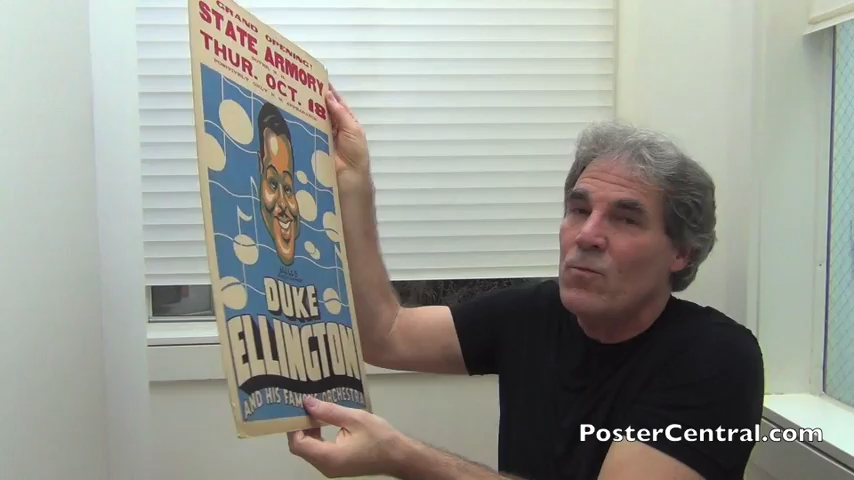 GRAND OPENING!
STATE ARMORY
THUR. OCT. 18
DUKE
ELLINGTON
AND HIS FAMOUS ORCHESTRA
PosterCentral.com